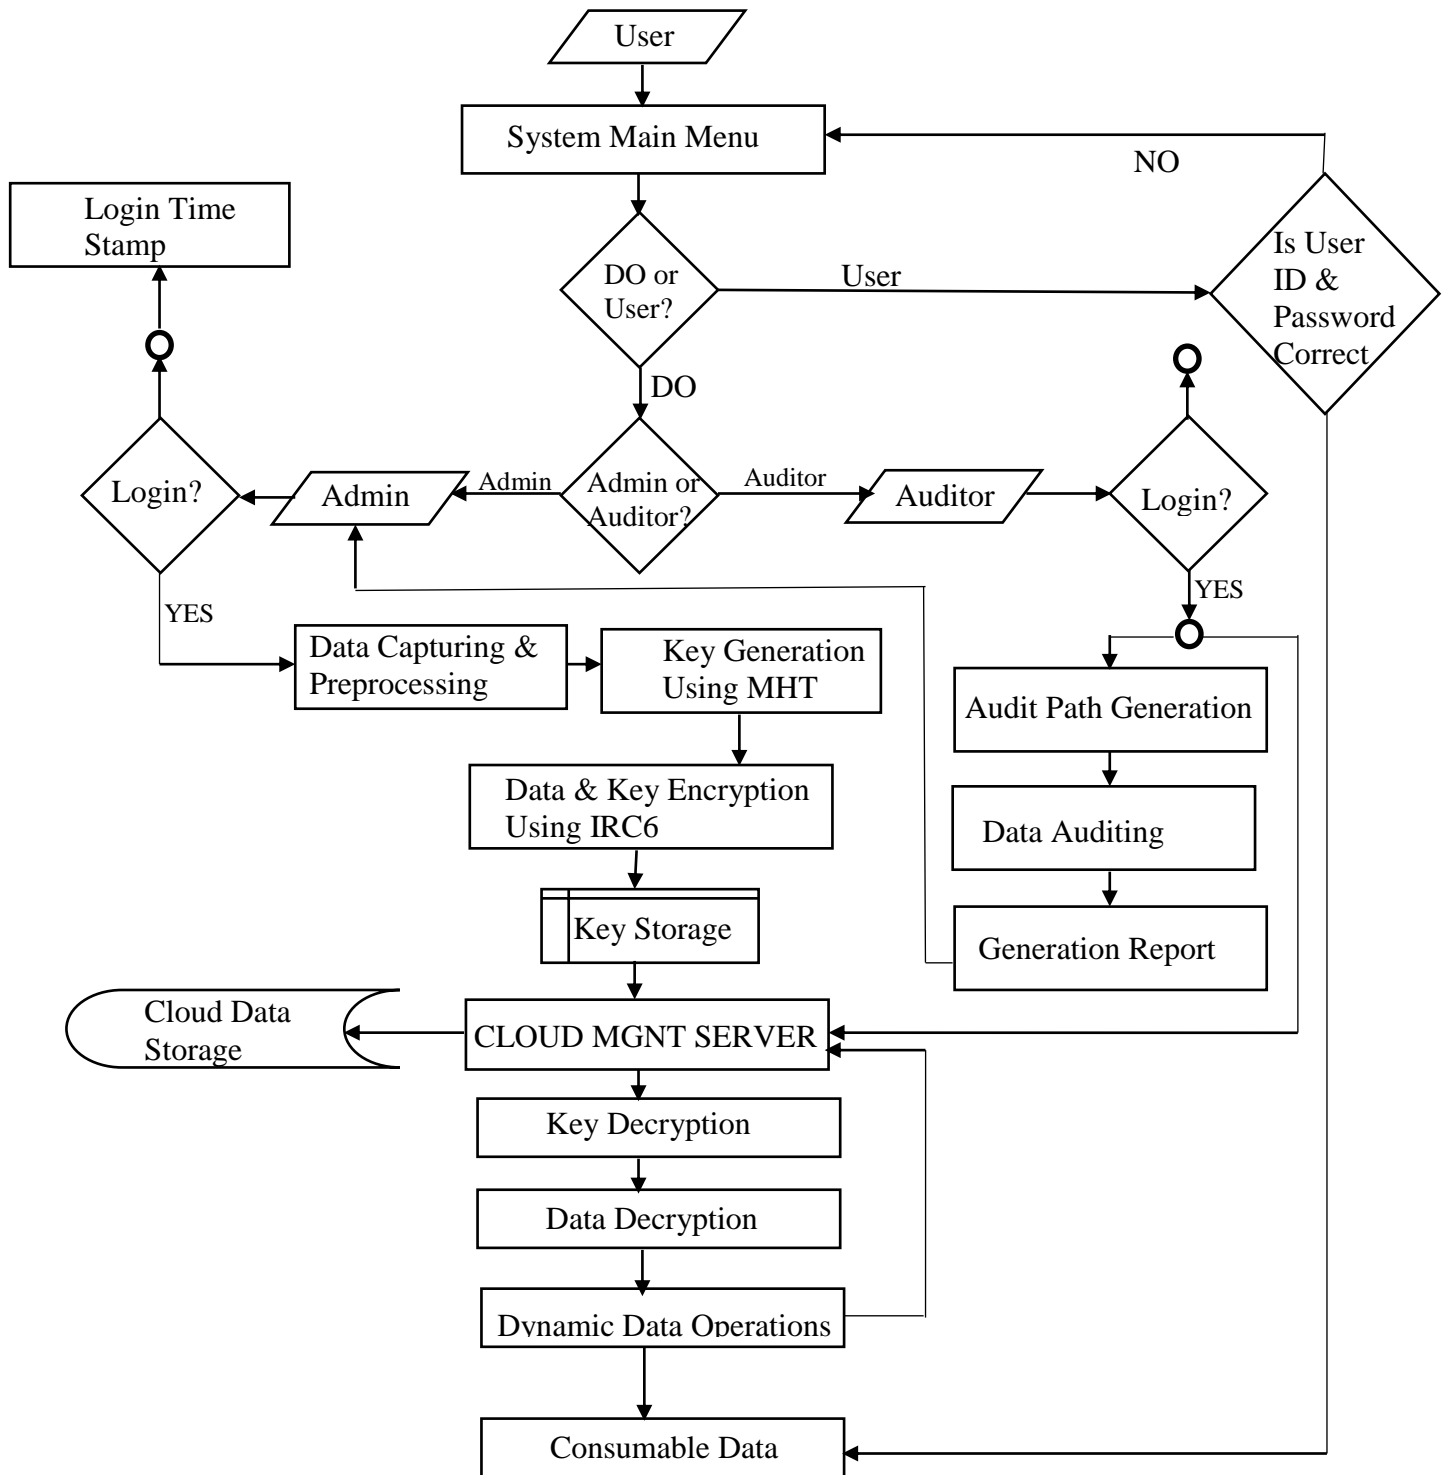 User
System Main Menu
NO
Login Time
Stamp
Is User
ID &
Password
Correct
DO or
User?
User
DO
Login?
Admin
Admin
Admin or
Auditor?
Auditor
Auditor
Login?
YES
YES
Data Capturing &
Preprocessing
Key Generation
Using MHT
Audit Path Generation
Data & Key Encryption
Using IRC6
Data Auditing
Key Storage
Generation Report
Cloud Data
Storage
CLOUD MGNT SERVER
Key Decryption
Data Decryption
Dynamic Data Operations
Consumable Data